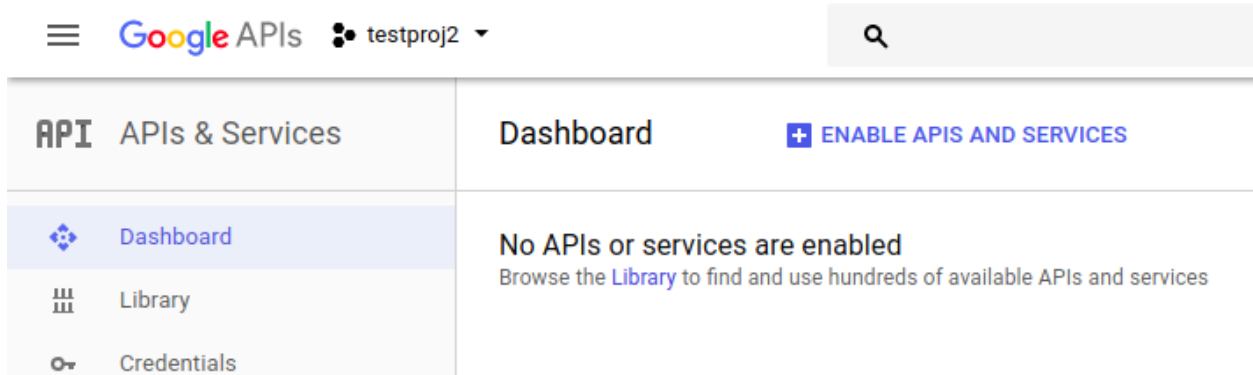 Google APIs testproj2
API APIs & Services
Dashboard ENABLE APIS AND SERVICES
Dashboard
Library
Credentials
No APIs or services are enabled
Browse the Library to find and use hundreds of available APIs and services